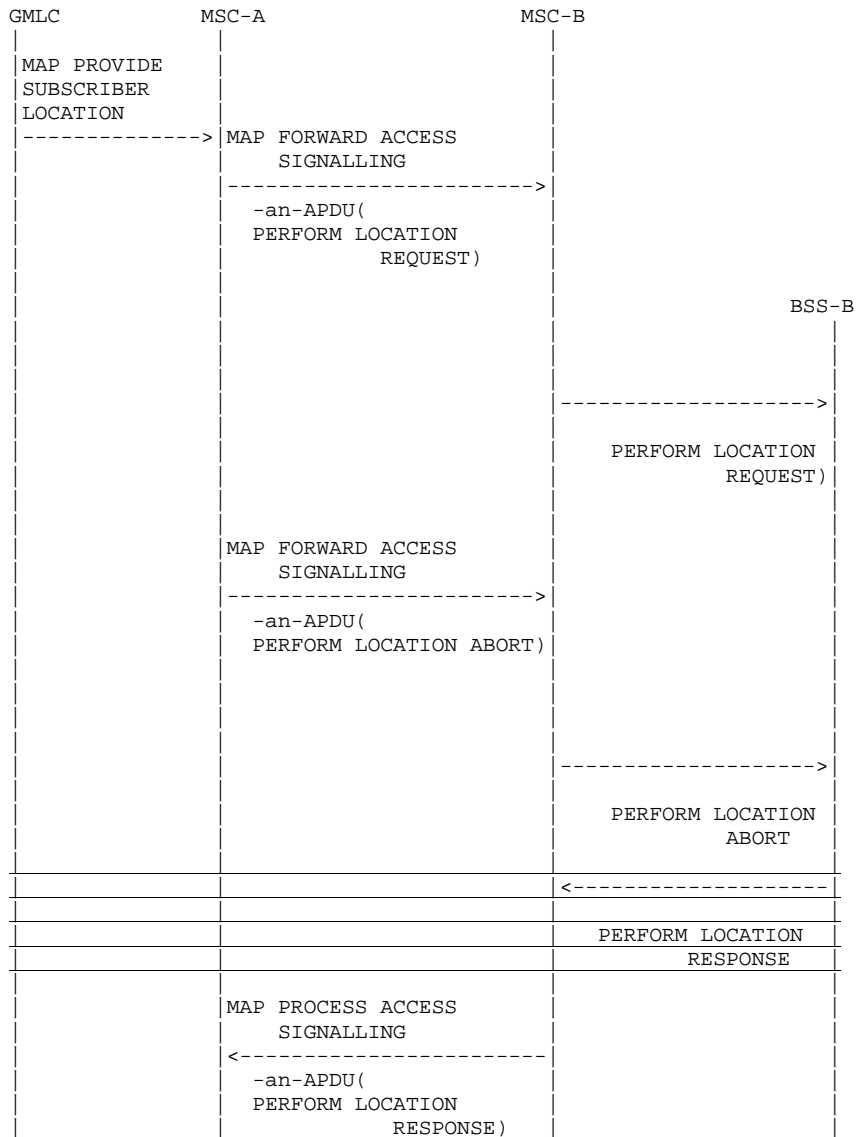 GMLC MSC-A MSC-B
MAP PROVIDE
SUBSCRIBER
LOCATION
MAP FORWARD ACCESS
SIGNALLING
-an-APDU(
PERFORM LOCATION
REQUEST)
BSS-B
PERFORM LOCATION
REQUEST)
MAP FORWARD ACCESS
SIGNALLING
-an-APDU(
PERFORM LOCATION ABORT)
PERFORM LOCATION
ABORT
PERFORM LOCATION
RESPONSE
MAP PROCESS ACCESS
SIGNALLING
-an-APDU(
PERFORM LOCATION
RESPONSE)